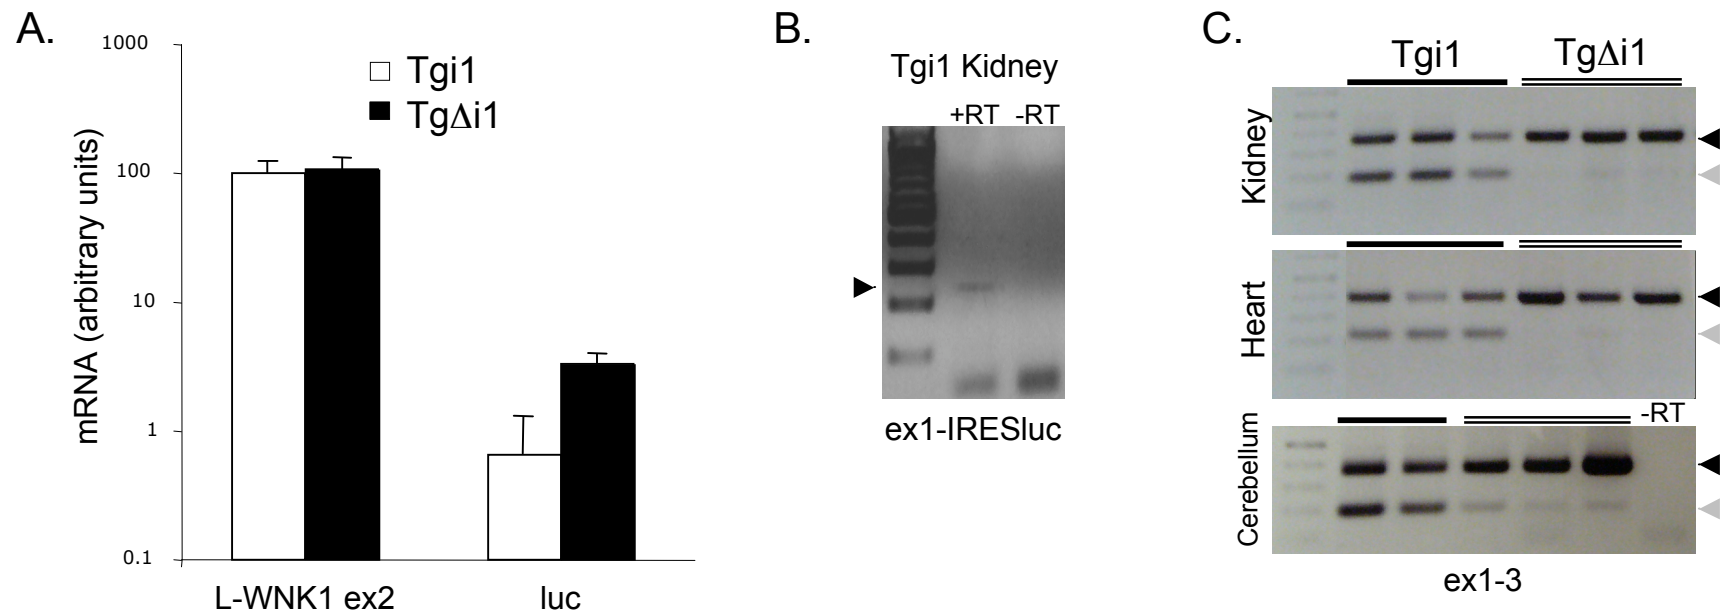 A.
1000
100
10
1
0.1
mRNA (arbitrary units)
Tgi1
TgΔi1
L-WNK1 ex2
luc
B.
Tgi1 Kidney
+RT -RT
ex1-IRESluc
C.
Tgi1 TgΔi1
Kidney
Heart
Cerebellum
-RT
ex1-3